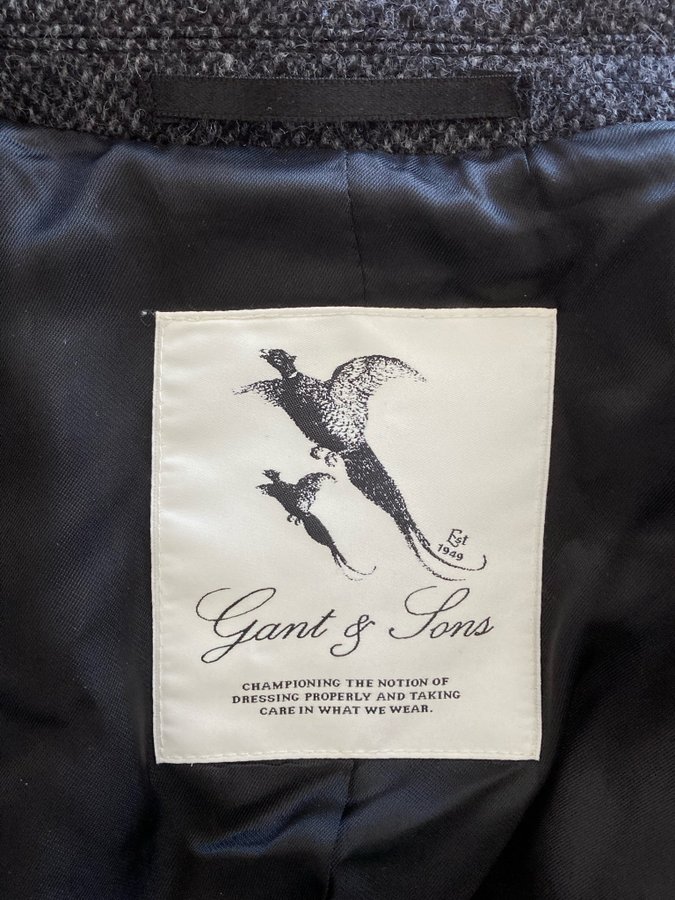 Est
1949
Gant & Sons
CHAMPIONING THE NOTION OF
DRESSING PROPERLY AND TAKING
CARE IN WHAT WE WEAR.